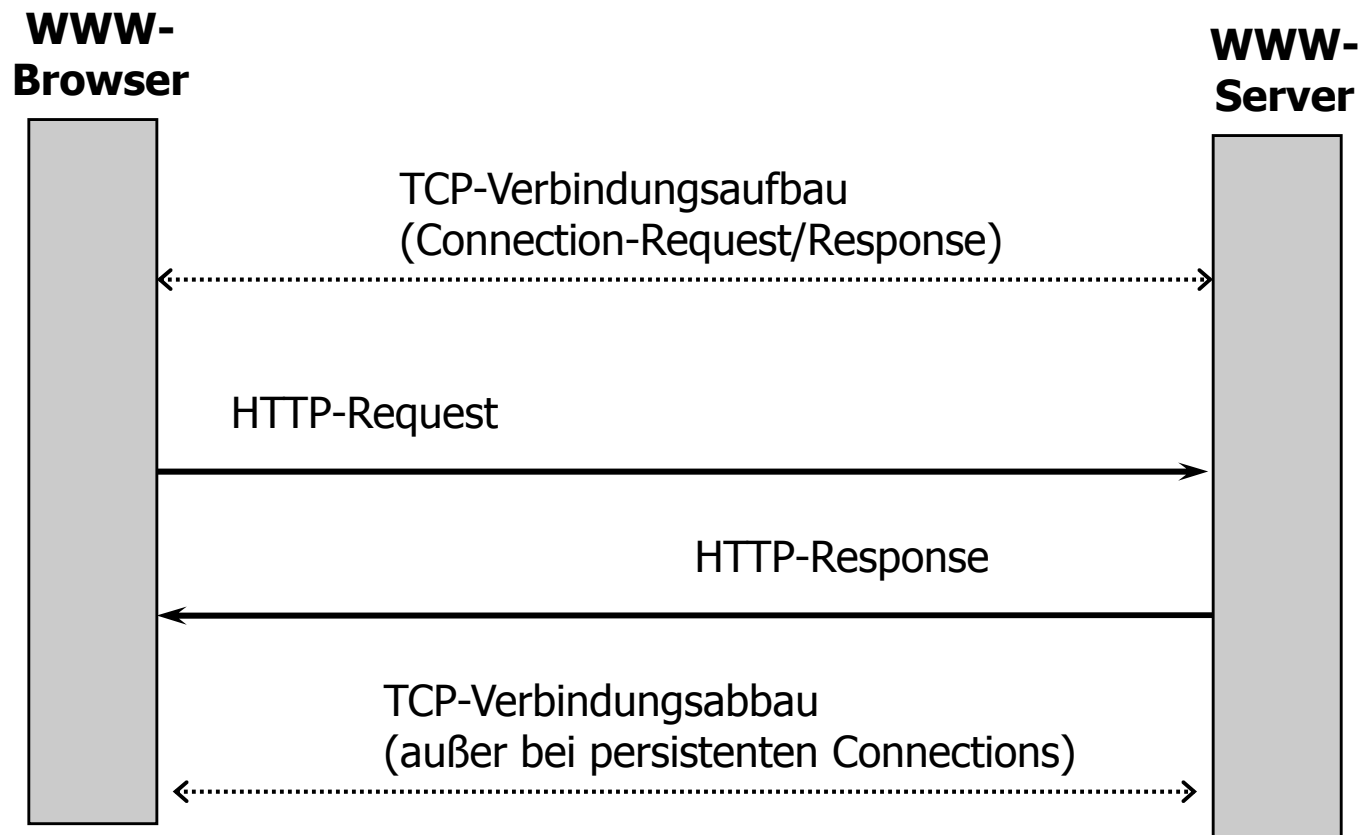 WWW-
Browser
WWW-
Server
TCP-Verbindungsaufbau
(Connection-Request/Response)
HTTP-Request
HTTP-Response
TCP-Verbindungsabbau
(außer bei persistenten Connections)